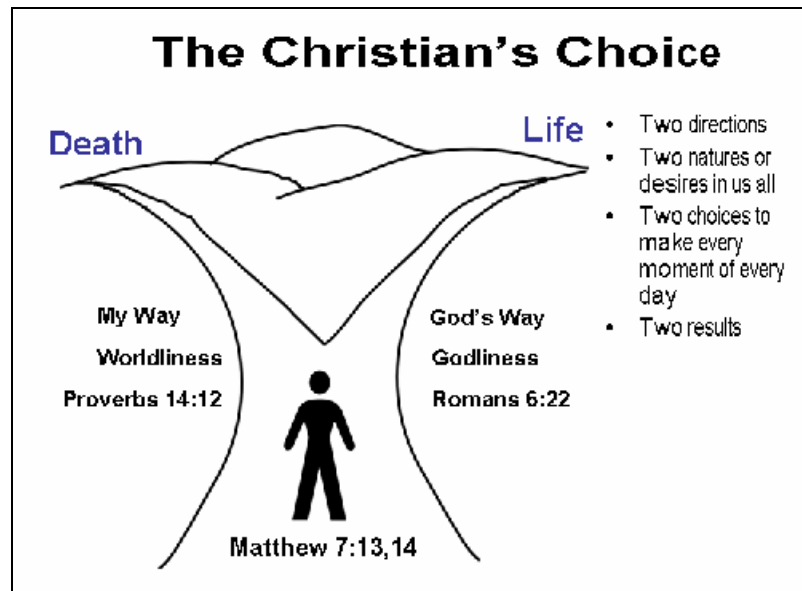 The Christian's Choice
Death
Life
My Way
Worldliness
Proverbs 14:12
God's Way
Godliness
Romans 6:22
Matthew 7:13,14
• Two directions
• Two natures or
desires in us all
• Two choices to
make every
moment of every
day
• Two results